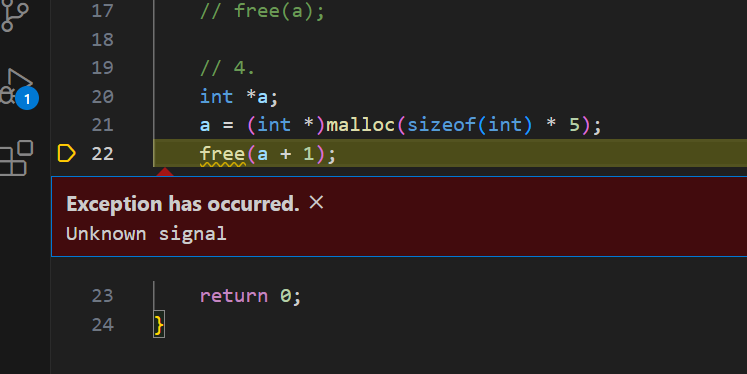 17 // free(a);
18
19 // 4.
20 int *a;
21 a = (int *)malloc(sizeof(int) * 5);
22 free(a + 1);
Exception has occurred. ×
Unknown signal
23 return 0;
24 }
1